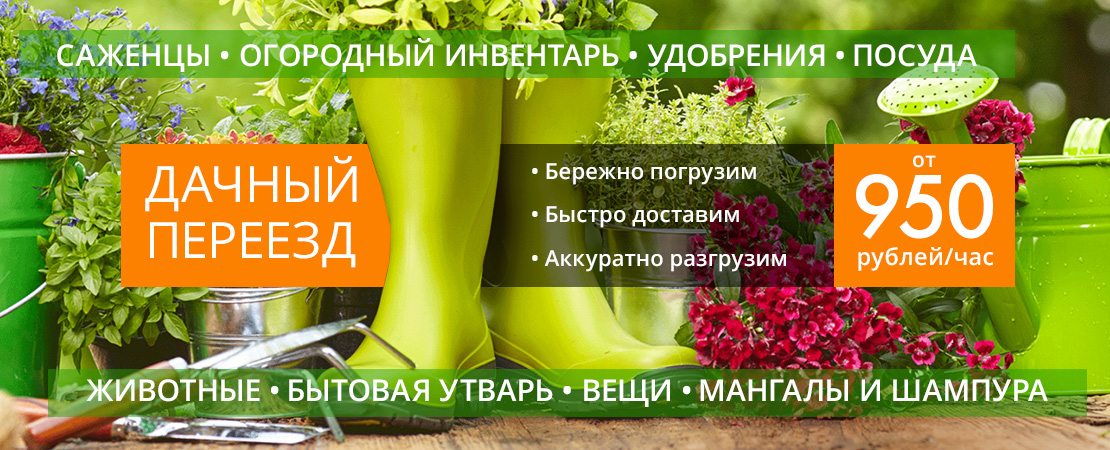 САЖЕНЦЫ • ОГОРОДНЫЙ ИНВЕНТАРЬ • УДОБРЕНИЯ • ПОСУДА
ДАЧНЫЙ
ПЕРЕЕЗД
• Бережно погрузим
• Быстро доставим
• Аккуратно разгрузим
от
950
рублей/час
ЖИВОТНЫЕ • БЫТОВАЯ УТВАРЬ • ВЕЩИ • МАНГАЛЫ И ШАМПУРА